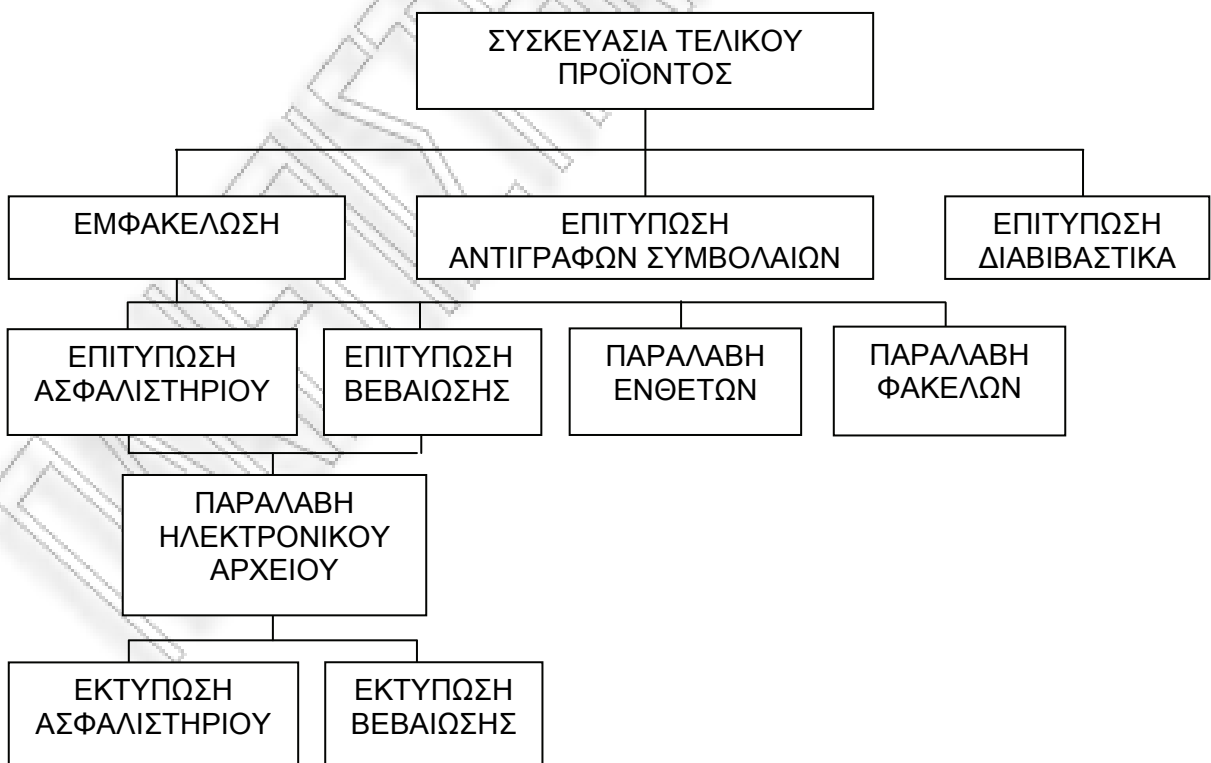 ΣΥΣΚΕΥΑΣΙΑ ΤΕΛΙΚΟΥ
ΠΡΟΪΟΝΤΟΣ
ΕΜΦΑΚΕΛΩΣΗ
ΕΠΙΤΥΠΩΣΗ
ΑΝΤΙΓΡΑΦΩΝ ΣΥΜΒΟΛΑΙΩΝ
ΕΠΙΤΥΠΩΣΗ
ΔΙΑΒΙΒΑΣΤΙΚΑ
ΕΠΙΤΥΠΩΣΗ
ΑΣΦΑΛΙΣΤΗΡΙΟΥ
ΕΠΙΤΥΠΩΣΗ
ΒΕΒΑΙΩΣΗΣ
ΠΑΡΑΛΑΒΗ
ΕΝΘΕΤΩΝ
ΠΑΡΑΛΑΒΗ
ΦΑΚΕΛΩΝ
ΠΑΡΑΛΑΒΗ
ΗΛΕΚΤΡΟΝΙΚΟΥ
ΑΡΧΕΙΟΥ
ΕΚΤΥΠΩΣΗ
ΑΣΦΑΛΙΣΤΗΡΙΟΥ
ΕΚΤΥΠΩΣΗ
ΒΕΒΑΙΩΣΗΣ